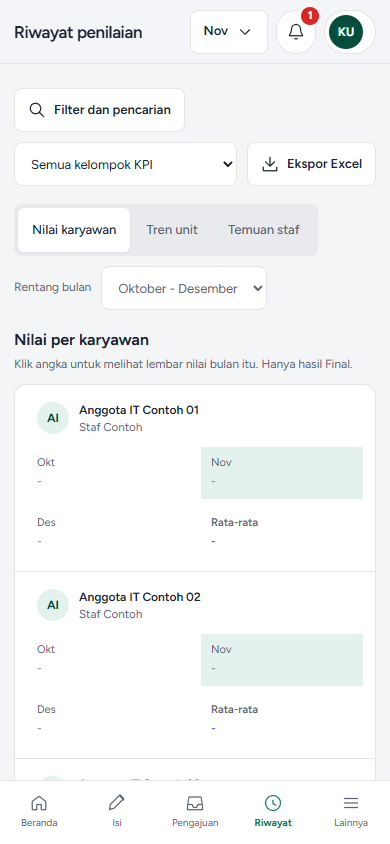 Riwayat penilaian
Nov
1
KU
Filter dan pencarian
Semua kelompok KPI
Ekspor Excel
Nilai karyawan
Tren unit
Temuan staf
Rentang bulan
Oktober - Desember
Nilai per karyawan
Klik angka untuk melihat lembar nilai bulan itu. Hanya hasil Final.
AI
Anggota IT Contoh 01
Staf Contoh
Okt
Nov
-
-
Des
Rata-rata
-
-
AI
Anggota IT Contoh 02
Staf Contoh
Okt
Nov
-
-
Des
Rata-rata
-
-
Beranda
Isi
Pengajuan
Riwayat
Lainnya